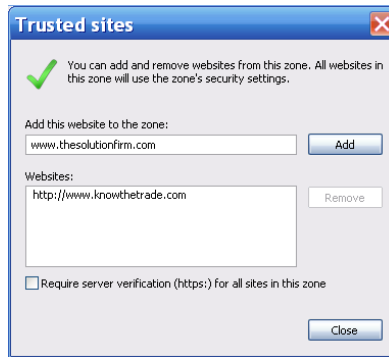 Trusted sites
You can add and remove websites from this zone. All websites in
this zone will use the zone's security settings.
Add this website to the zone:
www.thesolutionfirm.com
Add
Websites:
http://www.knowthetrade.com
Remove
Require server verification (https:) for all sites in this zone
Close